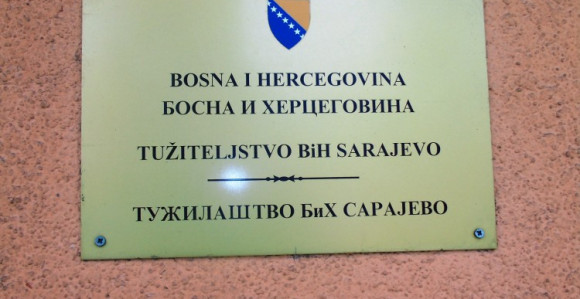 BOSNA I HERCEGOVINA
БОСНА И ХЕРЦЕГОВИНА
TUŽITELJSTVO BiH SARAJEVO
ТУЖИЛАШТВО БиХ САРАЈЕВО